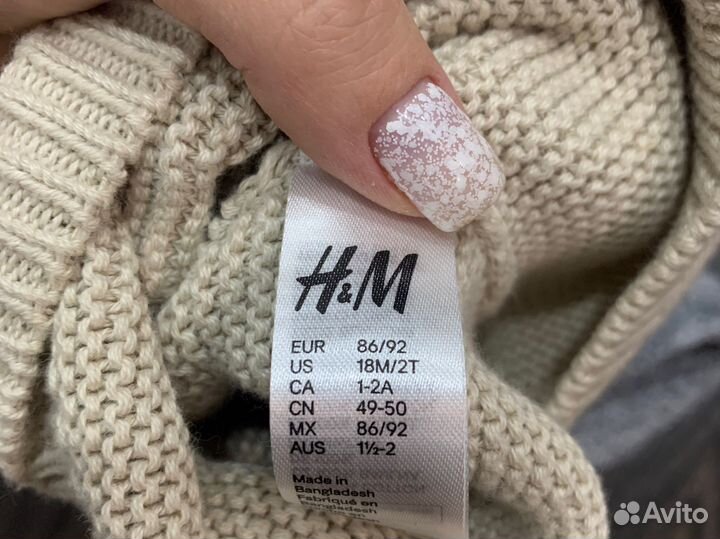 H&M
EUR 86/92
US 18M/2T
CA 1-2A
CN 49-50
MX 86/92
AUS 1½-2
Made in
Bangladesh
Fabriqué en
Avito